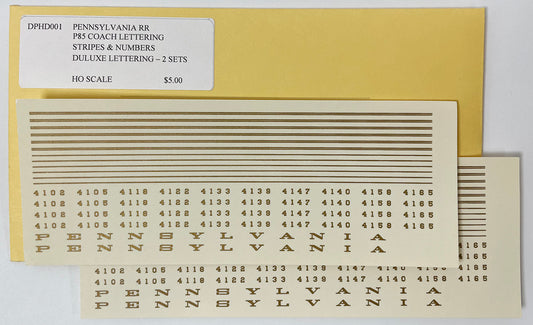 DPHD001 PENNSYLVANIA RR
P85 COACH LETTERING
STRIPES & NUMBERS
DULUXE LETTERING – 2 SETS
HO SCALE $5.00
4102 4105 4118 4122 4133 4139 4147 4140 4158 4165
4102 4105 4118 4122 4133 4139 4147 4140 4158 4165
4102 4105 4118 4122 4133 4139 4147 4140 4158 4165
4102 4105 4118 4122 4133 4139 4147 4140 4158 4165
PENNSYLVANIA
PENNSYLVANIA
4165
4165
4102 4105 4118 4122 4133 4139 4147 4140 4158 4165
4102 4105 4118 4122 4133 4139 4147 4140 4158 4165
PENNSYLVANIA
PENNSYLVANIA